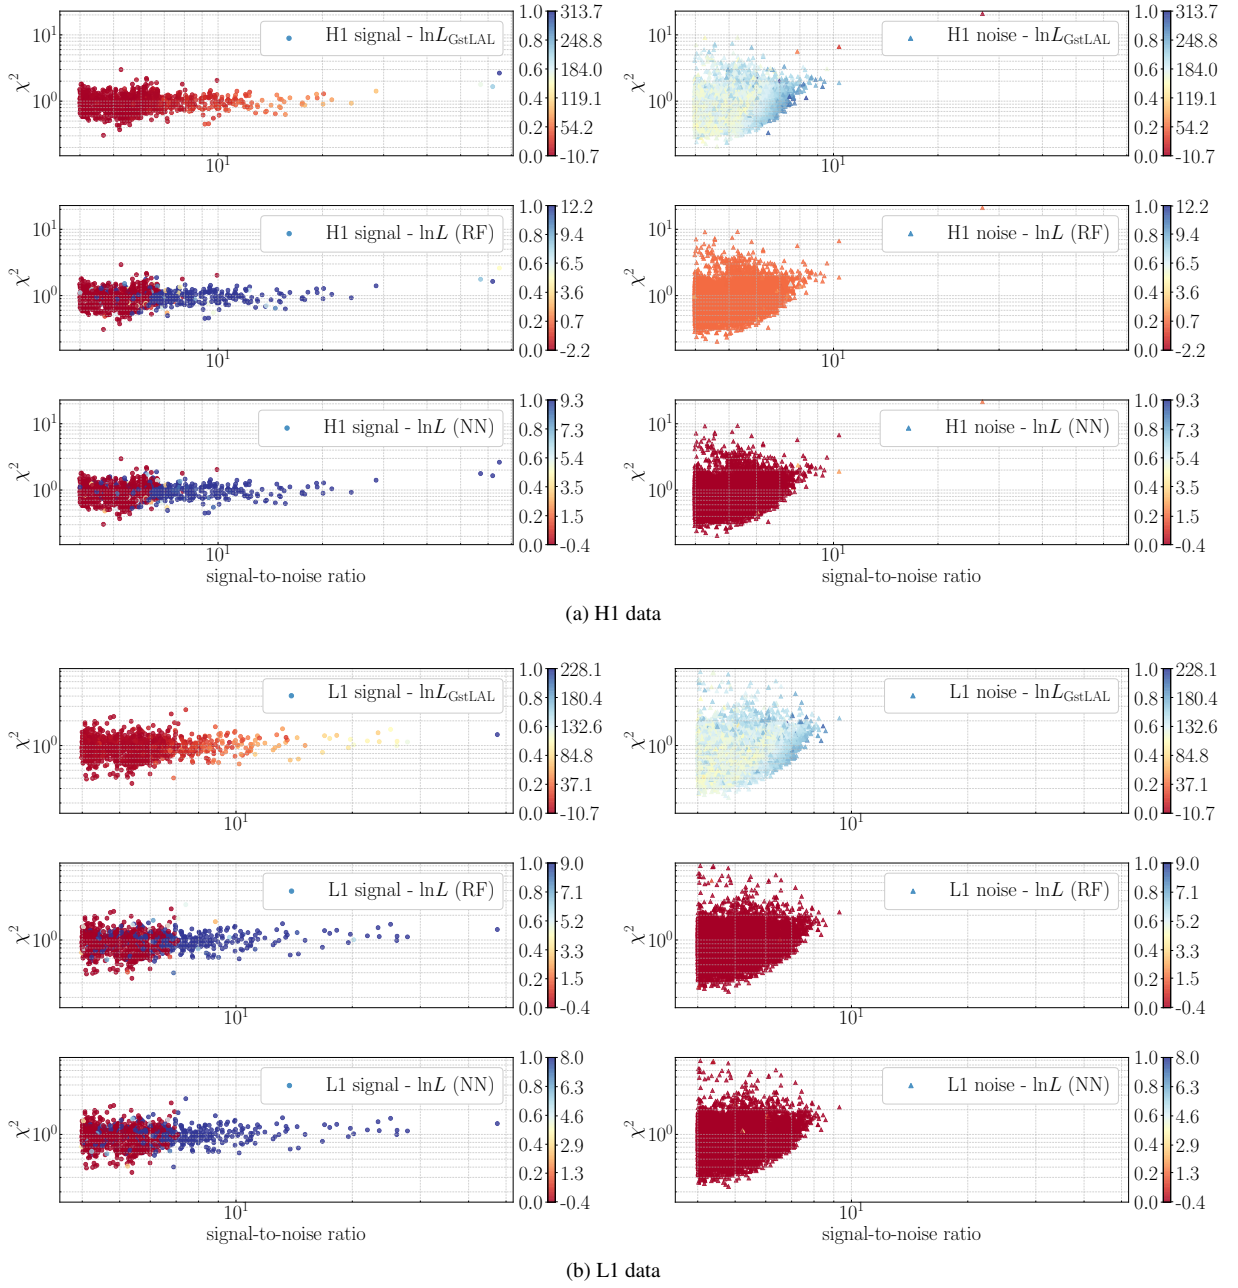 H1 signal - lnL_GstLAL
χ²
10¹
10⁰
10¹
1.0 0.8 0.6 0.4 0.2 0.0
313.7 248.8 184.0 119.1 54.2 -10.7
H1 noise - lnL_GstLAL
χ²
10¹
10⁰
10¹
1.0 0.8 0.6 0.4 0.2 0.0
313.7 248.8 184.0 119.1 54.2 -10.7
H1 signal - lnL (RF)
χ²
10¹
10⁰
10¹
1.0 0.8 0.6 0.4 0.2 0.0
12.2 9.4 6.5 3.6 0.7 -2.2
H1 noise - lnL (RF)
χ²
10¹
10⁰
10¹
1.0 0.8 0.6 0.4 0.2 0.0
12.2 9.4 6.5 3.6 0.7 -2.2
H1 signal - lnL (NN)
χ²
10¹
10⁰
10¹
signal-to-noise ratio
1.0 0.8 0.6 0.4 0.2 0.0
9.3 7.3 5.4 3.5 1.5 -0.4
H1 noise - lnL (NN)
χ²
10¹
10⁰
10¹
signal-to-noise ratio
1.0 0.8 0.6 0.4 0.2 0.0
9.3 7.3 5.4 3.5 1.5 -0.4
(a) H1 data
L1 signal - lnL_GstLAL
χ²
10⁰
10¹
1.0 0.8 0.6 0.4 0.2 0.0
228.1 180.4 132.6 84.8 37.1 -10.7
L1 noise - lnL_GstLAL
χ²
10⁰
10¹
1.0 0.8 0.6 0.4 0.2 0.0
228.1 180.4 132.6 84.8 37.1 -10.7
L1 signal - lnL (RF)
χ²
10⁰
10¹
1.0 0.8 0.6 0.4 0.2 0.0
9.0 7.1 5.2 3.3 1.5 -0.4
L1 noise - lnL (RF)
χ²
10⁰
10¹
1.0 0.8 0.6 0.4 0.2 0.0
9.0 7.1 5.2 3.3 1.5 -0.4
L1 signal - lnL (NN)
χ²
10⁰
10¹
signal-to-noise ratio
1.0 0.8 0.6 0.4 0.2 0.0
8.0 6.3 4.6 2.9 1.3 -0.4
L1 noise - lnL (NN)
χ²
10⁰
10¹
signal-to-noise ratio
1.0 0.8 0.6 0.4 0.2 0.0
8.0 6.3 4.6 2.9 1.3 -0.4
(b) L1 data